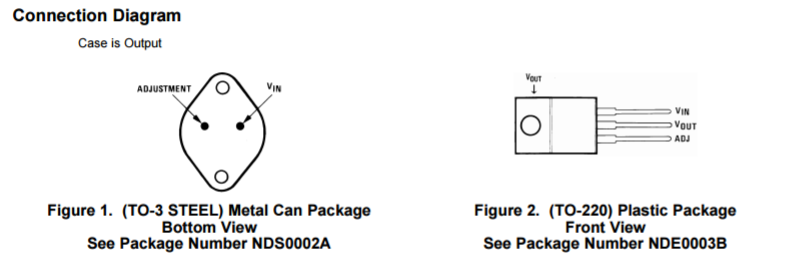 Connection Diagram
Case is Output
ADJUSTMENT
VIN
Figure 1. (TO-3 STEEL) Metal Can Package
Bottom View
See Package Number NDS0002A
VOUT
VIN
VOUT
ADJ
Figure 2. (TO-220) Plastic Package
Front View
See Package Number NDE0003B